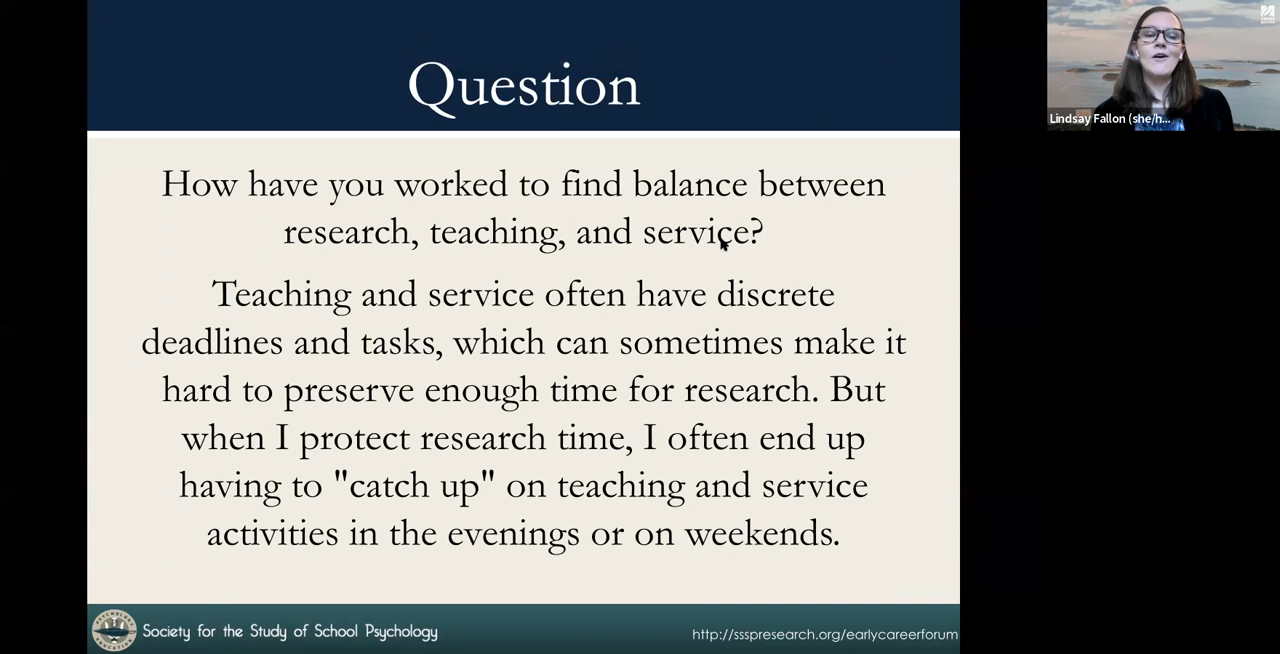 Question
How have you worked to find balance between
research, teaching, and service?
Teaching and service often have discrete
deadlines and tasks, which can sometimes make it
hard to preserve enough time for research. But
when I protect research time, I often end up
having to "catch up" on teaching and service
activities in the evenings or on weekends.
Society for the Study of School Psychology
http://ssspresearch.org/earlycareerforum
Lindsay Fallon (she/h...